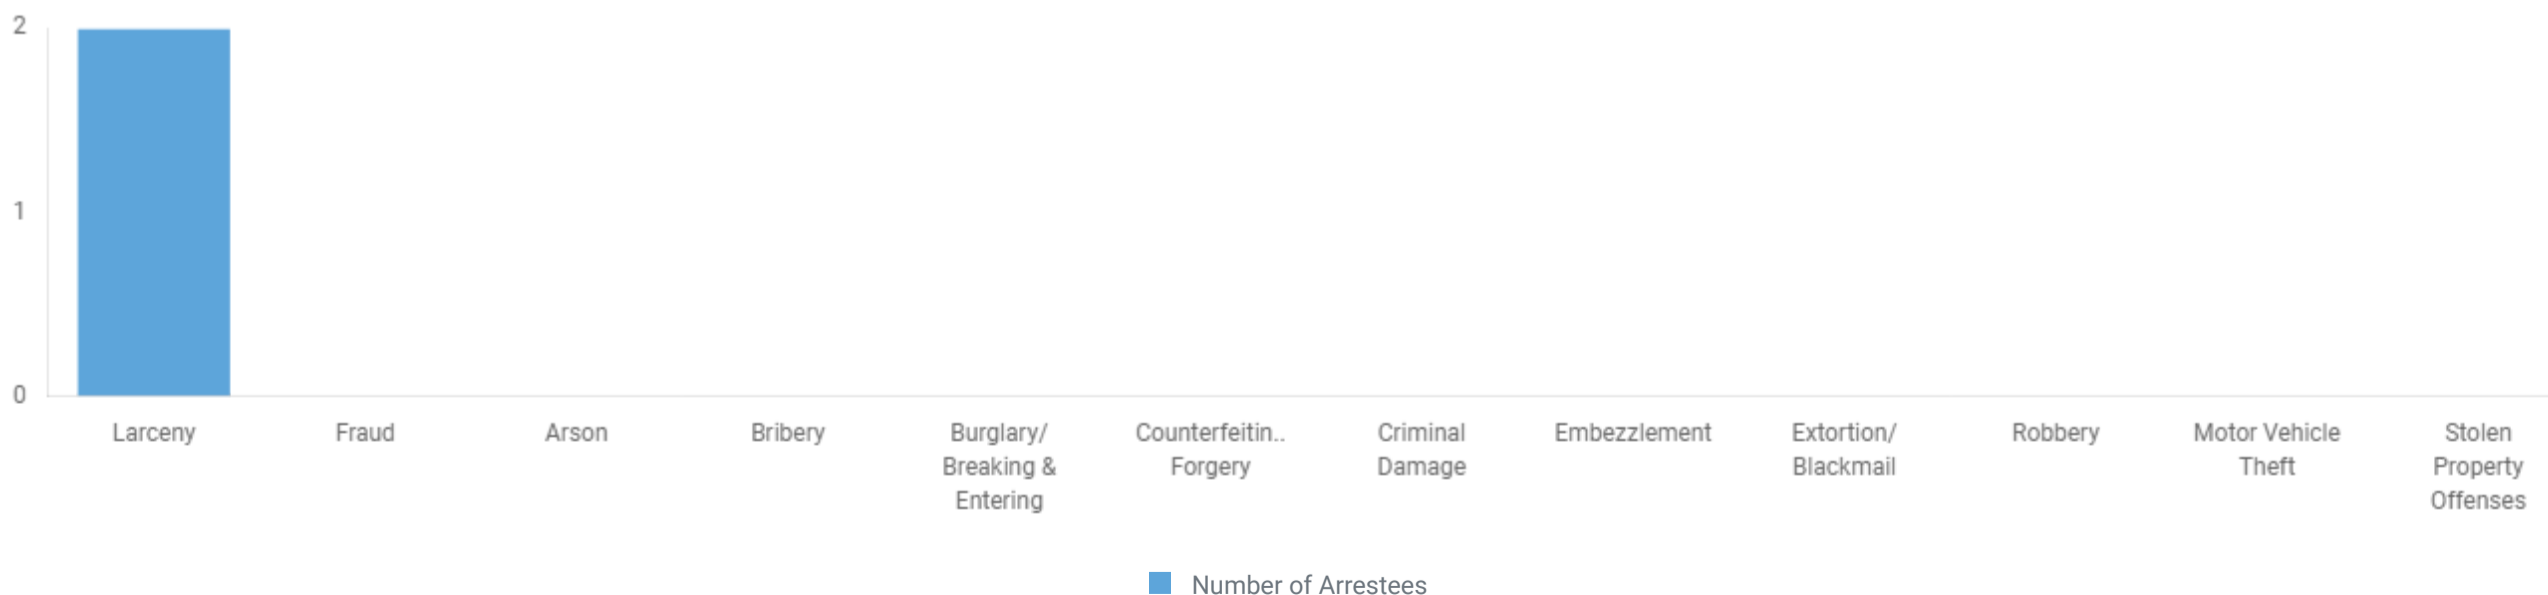 2
1
0
Larceny
Fraud
Arson
Bribery
Burglary/
Breaking &
Entering
Counterfeitin..
Forgery
Criminal
Damage
Embezzlement
Extortion/
Blackmail
Robbery
Motor Vehicle
Theft
Stolen
Property
Offenses
Number of Arrestees